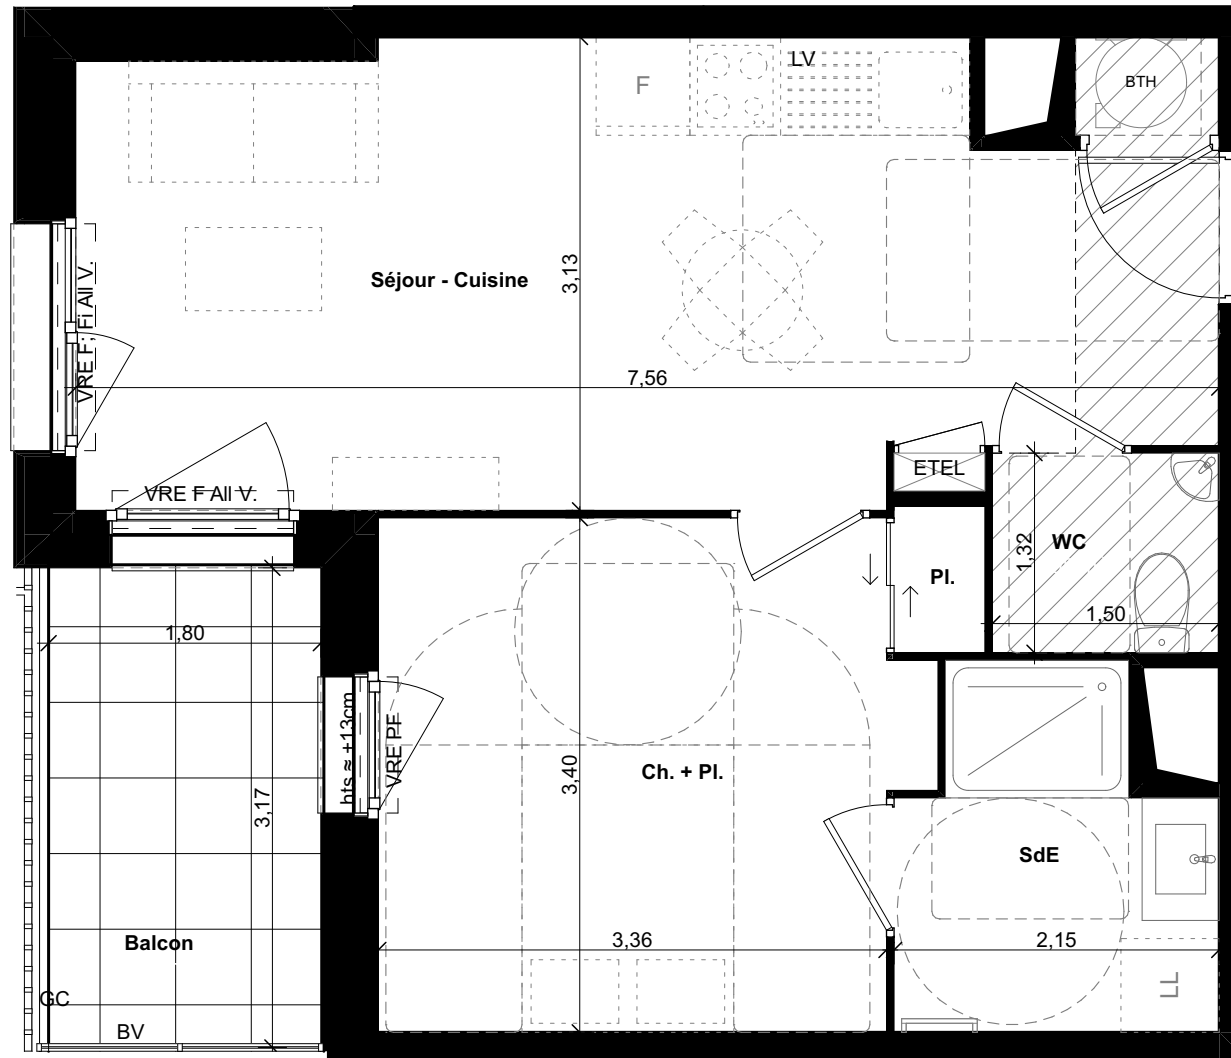 LV
F
BTH
Séjour - Cuisine
3,13
VRE F; Fi All V.
7,56
ETEL
VRE F All V.
1,32
WC
Pl.
1,50
1,80
hts ≈ +13cm
VRE PF
3,40
Ch. + Pl.
3,17
SdE
Balcon
3,36
2,15
LL
GC
BV